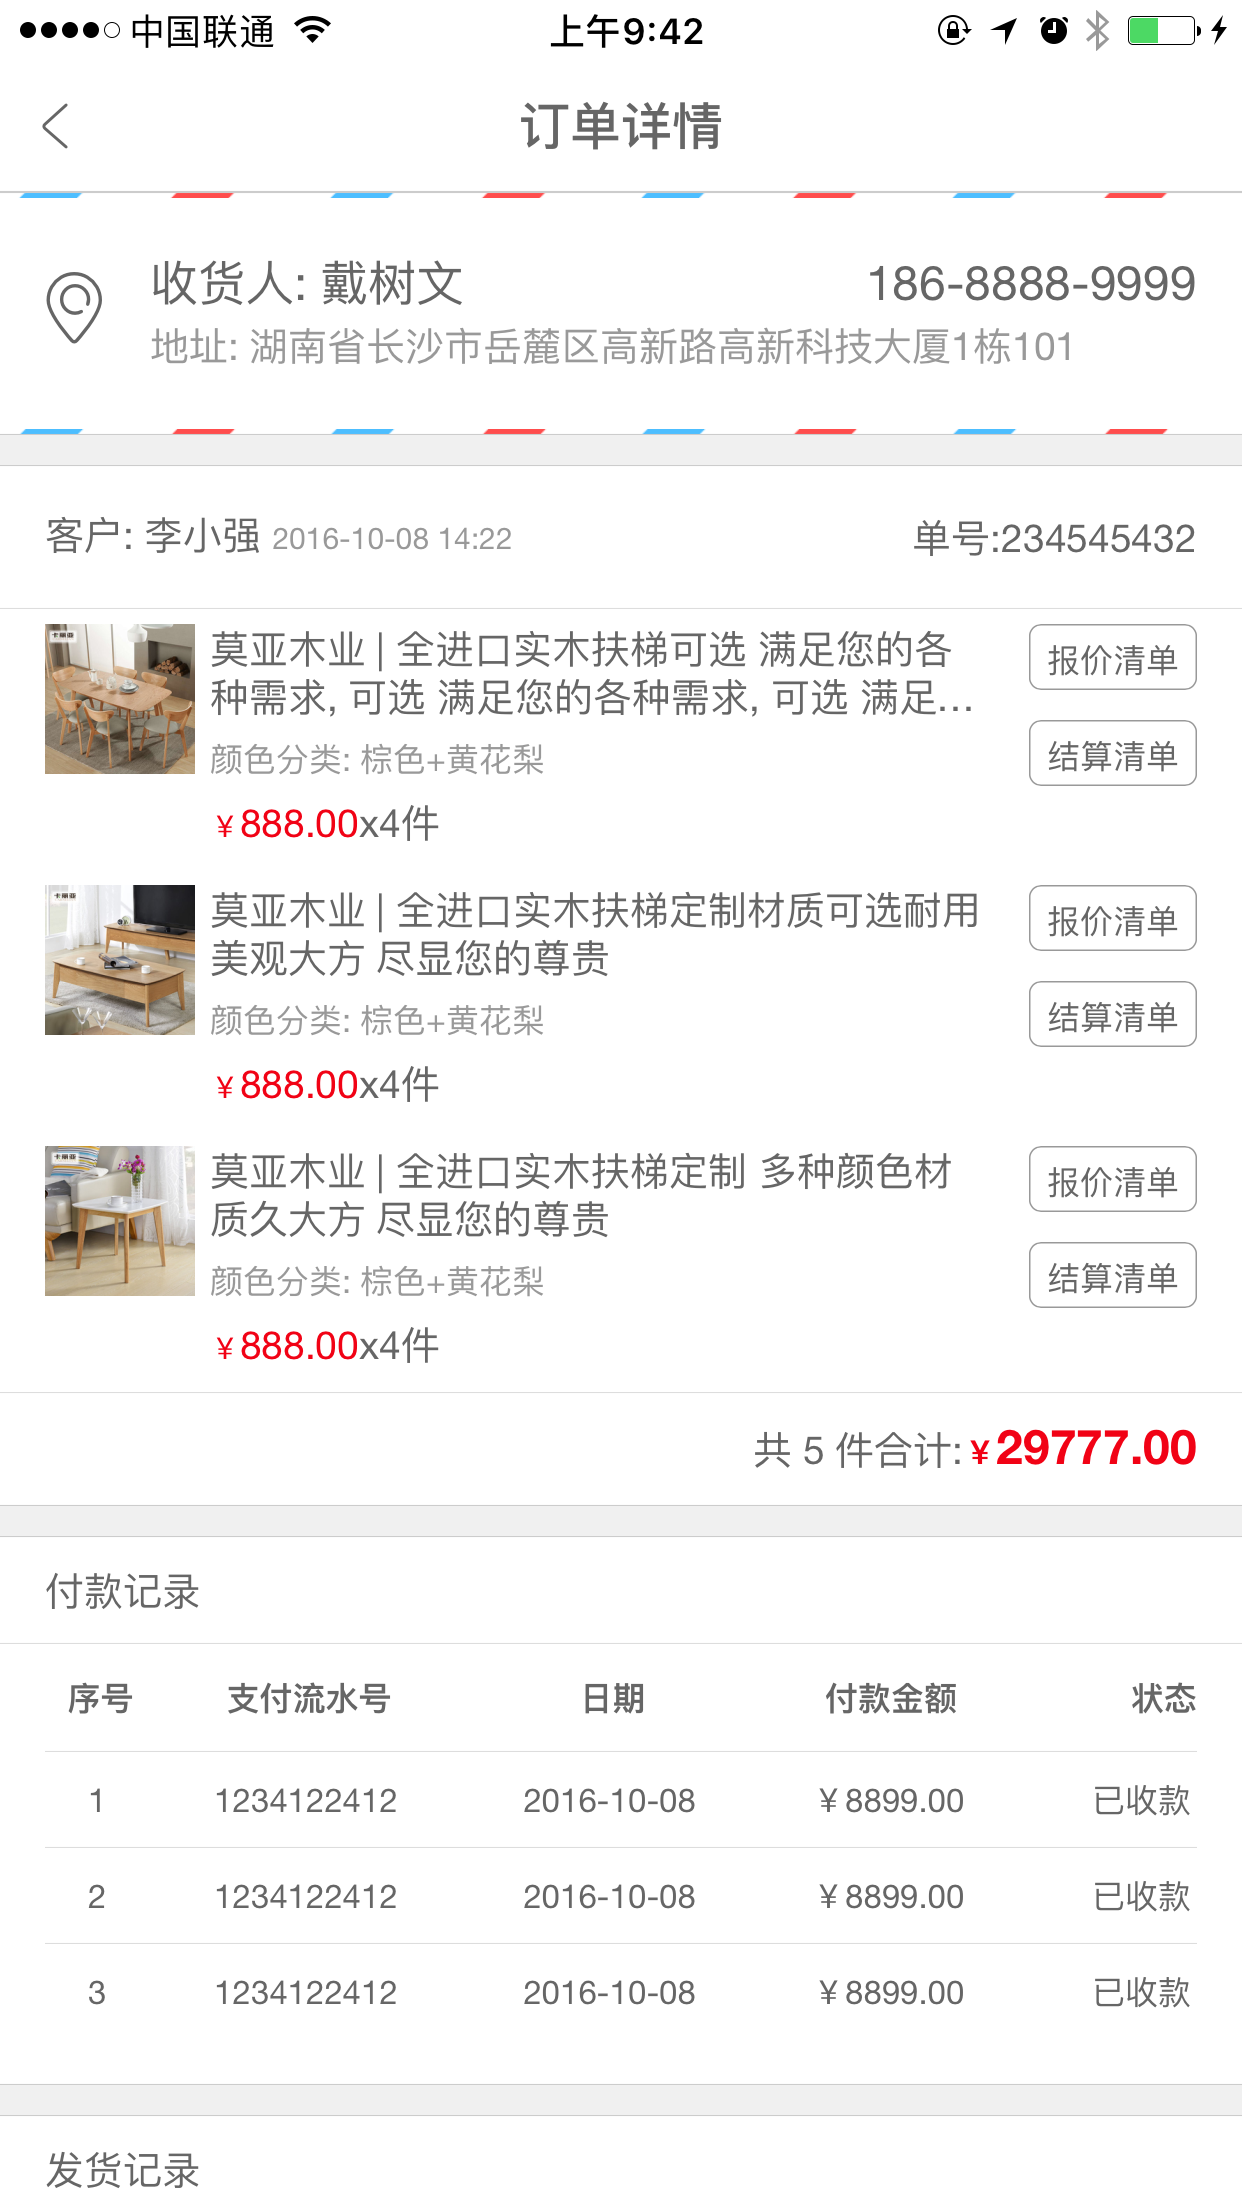 中国联通
上午9:42
订单详情
收货人: 戴树文
186-8888-9999
地址: 湖南省长沙市岳麓区高新路高新科技大厦1栋101
客户: 李小强 2016-10-08 14:22
单号:234545432
莫亚木业 | 全进口实木扶梯可选 满足您的各
种需求, 可选 满足您的各种需求, 可选 满足...
颜色分类: 棕色+黄花梨
¥888.00x4件
报价清单
结算清单
莫亚木业 | 全进口实木扶梯定制材质可选耐用
美观大方 尽显您的尊贵
颜色分类: 棕色+黄花梨
¥888.00x4件
报价清单
结算清单
莫亚木业 | 全进口实木扶梯定制 多种颜色材
质久大方 尽显您的尊贵
颜色分类: 棕色+黄花梨
¥888.00x4件
报价清单
结算清单
共 5 件合计:¥29777.00
付款记录
序号 支付流水号 日期 付款金额 状态
1 1234122412 2016-10-08 ¥8899.00 已收款
2 1234122412 2016-10-08 ¥8899.00 已收款
3 1234122412 2016-10-08 ¥8899.00 已收款
发货记录